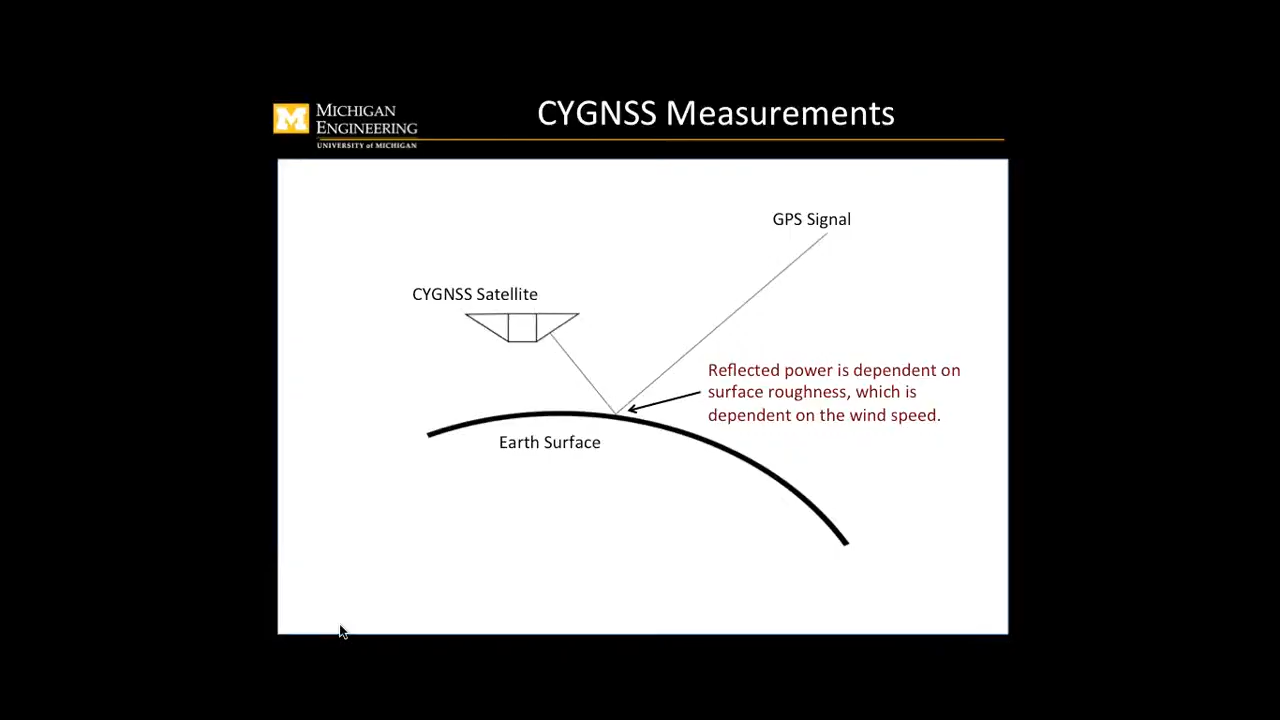 MICHIGAN
ENGINEERING
UNIVERSITY of MICHIGAN
CYGNSS Measurements
GPS Signal
CYGNSS Satellite
Reflected power is dependent on
surface roughness, which is
dependent on the wind speed.
Earth Surface